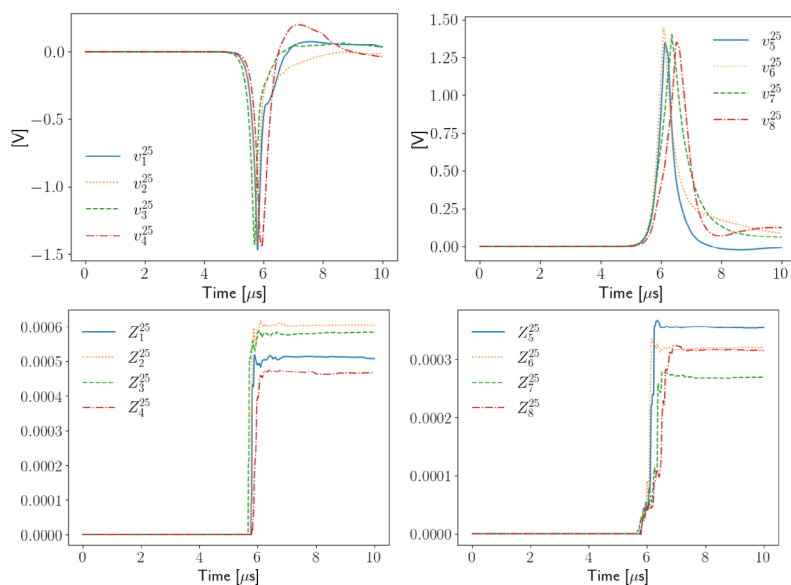 0.0
−0.5
−1.0
−1.5
[V]
v_1^25
v_2^25
v_3^25
v_4^25
0 2 4 6 8 10
Time [μs]
1.50
1.25
1.00
0.75
0.50
0.25
0.00
[V]
v_5^25
v_6^25
v_7^25
v_8^25
0 2 4 6 8 10
Time [μs]
0.0006
0.0005
0.0004
0.0003
0.0002
0.0001
0.0000
Z_1^25
Z_2^25
Z_3^25
Z_4^25
0 2 4 6 8 10
Time [μs]
0.0003
0.0002
0.0001
0.0000
Z_5^25
Z_6^25
Z_7^25
Z_8^25
0 2 4 6 8 10
Time [μs]